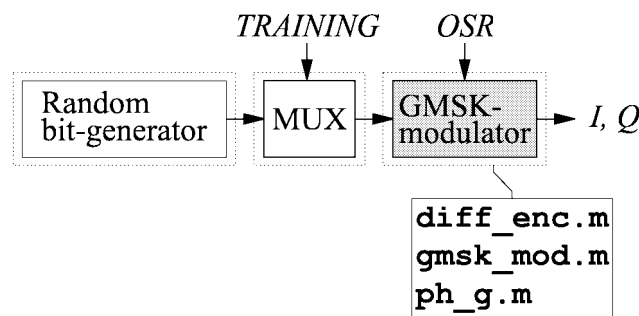 TRAINING
OSR
Random
bit-generator
MUX
GMSK-
modulator
I, Q
diff_enc.m
gmsk_mod.m
ph_g.m